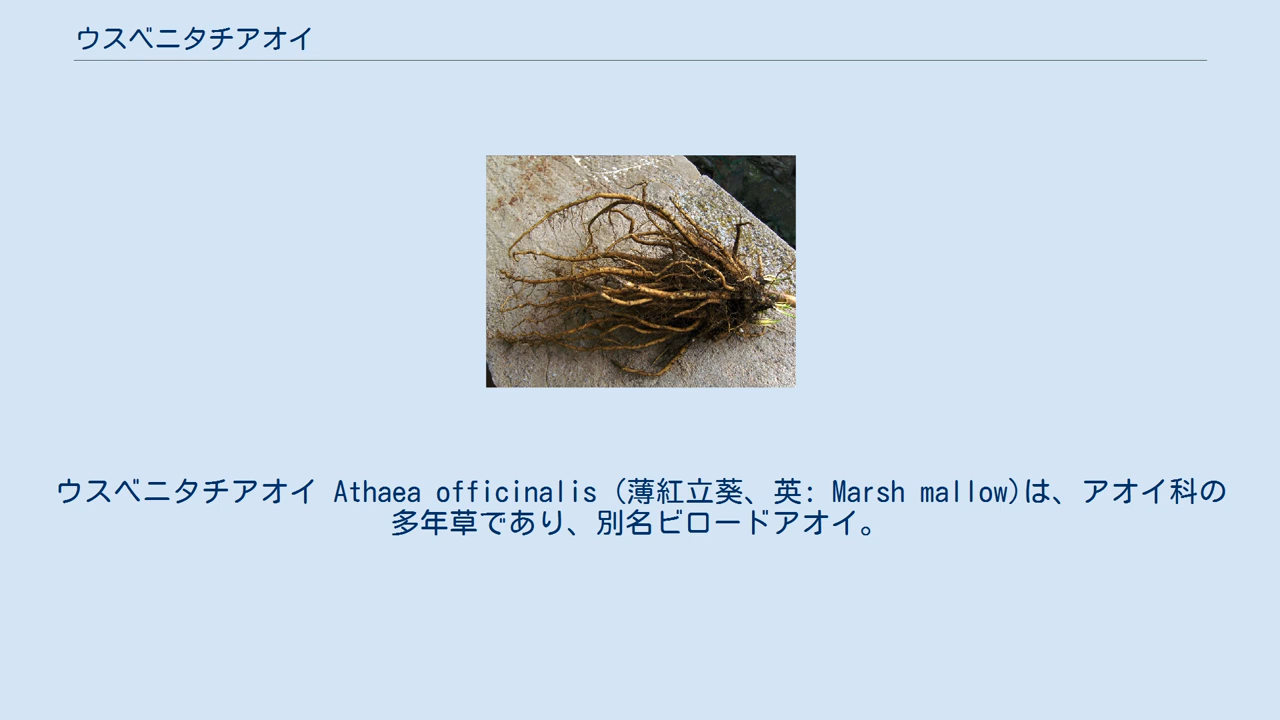 ウスベニタチアオイ
ウスベニタチアオイ Athaea officinalis (薄紅立葵、英: Marsh mallow)は、アオイ科の
多年草であり、別名ビロードアオイ。